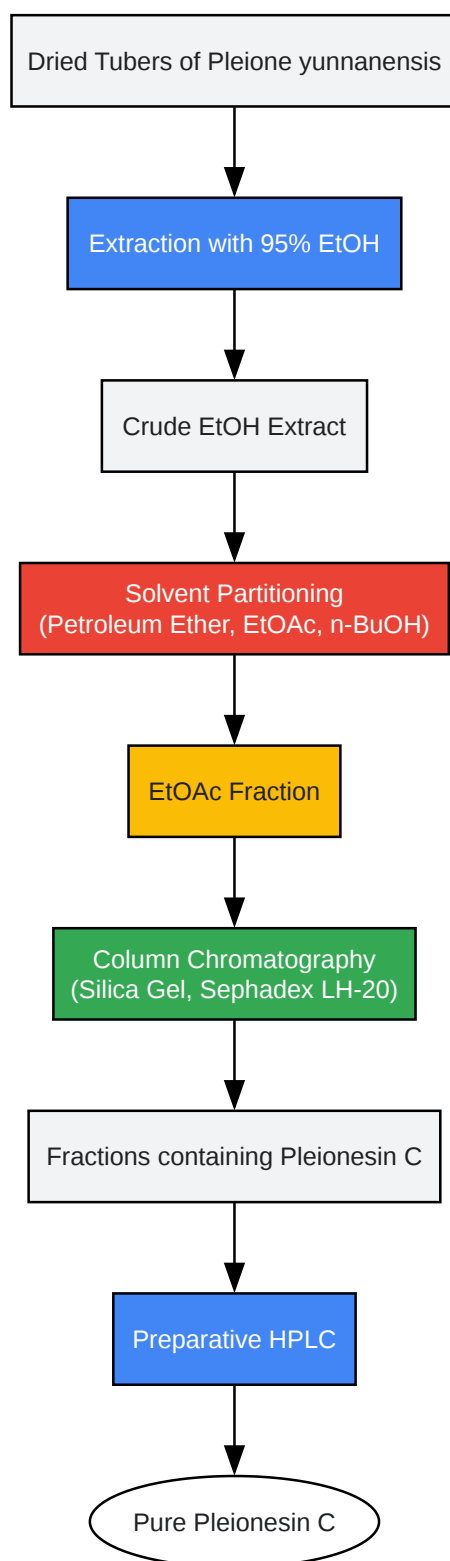 Dried Tubers of Pleione yunnanensis
Extraction with 95% EtOH
Crude EtOH Extract
Solvent Partitioning
(Petroleum Ether, EtOAc, n-BuOH)
EtOAc Fraction
Column Chromatography
(Silica Gel, Sephadex LH-20)
Fractions containing Pleionesin C
Preparative HPLC
Pure Pleionesin C